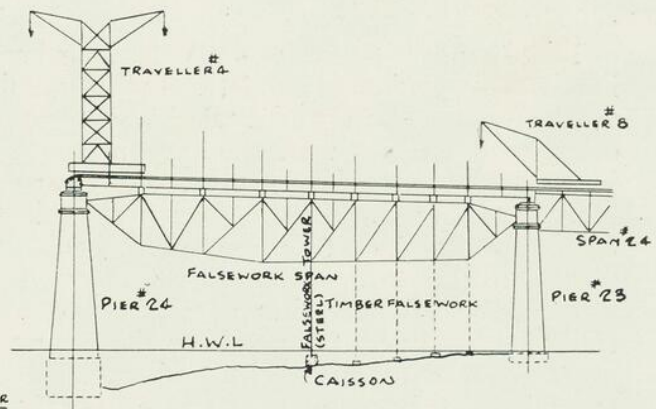 TRAVELLER #4
TRAVELLER #8
SPAN #24
FALSEWORK SPAN
FALSEWORK TOWER
(STEEL)
TIMBER FALSEWORK
PIER #24
PIER #23
H.W.L
CAISSON